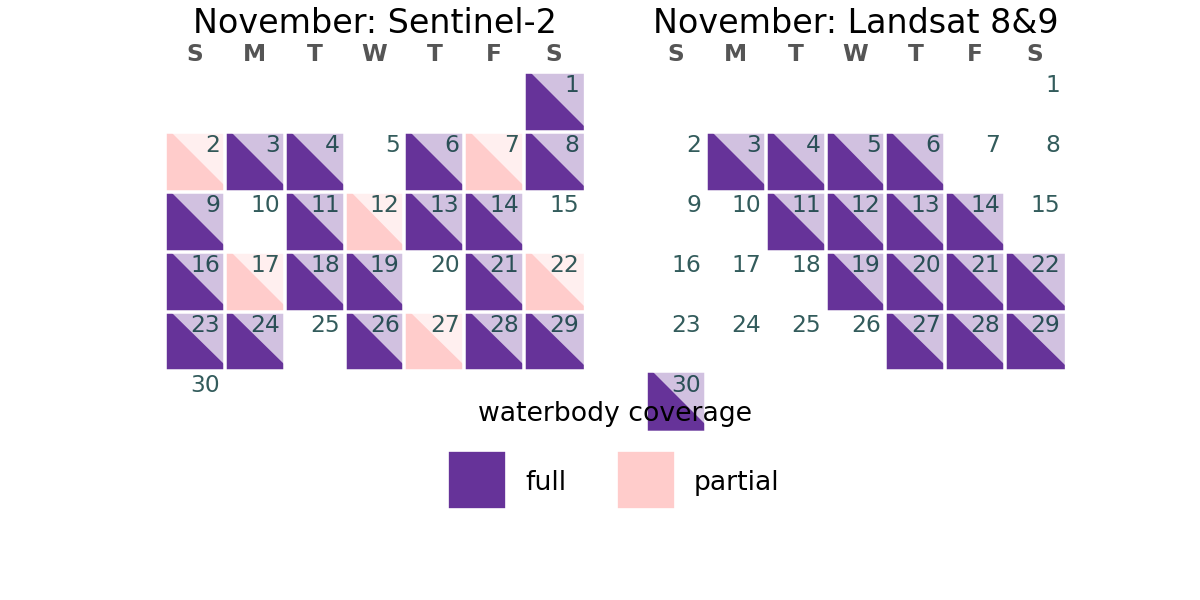 November: Sentinel-2
S M T W T F S
1
2 3 4 5 6 7 8
9 10 11 12 13 14 15
16 17 18 19 20 21 22
23 24 25 26 27 28 29
30
November: Landsat 8&9
S M T W T F S
1
2 3 4 5 6 7 8
9 10 11 12 13 14 15
16 17 18 19 20 21 22
23 24 25 26 27 28 29
30
waterbody coverage
full partial